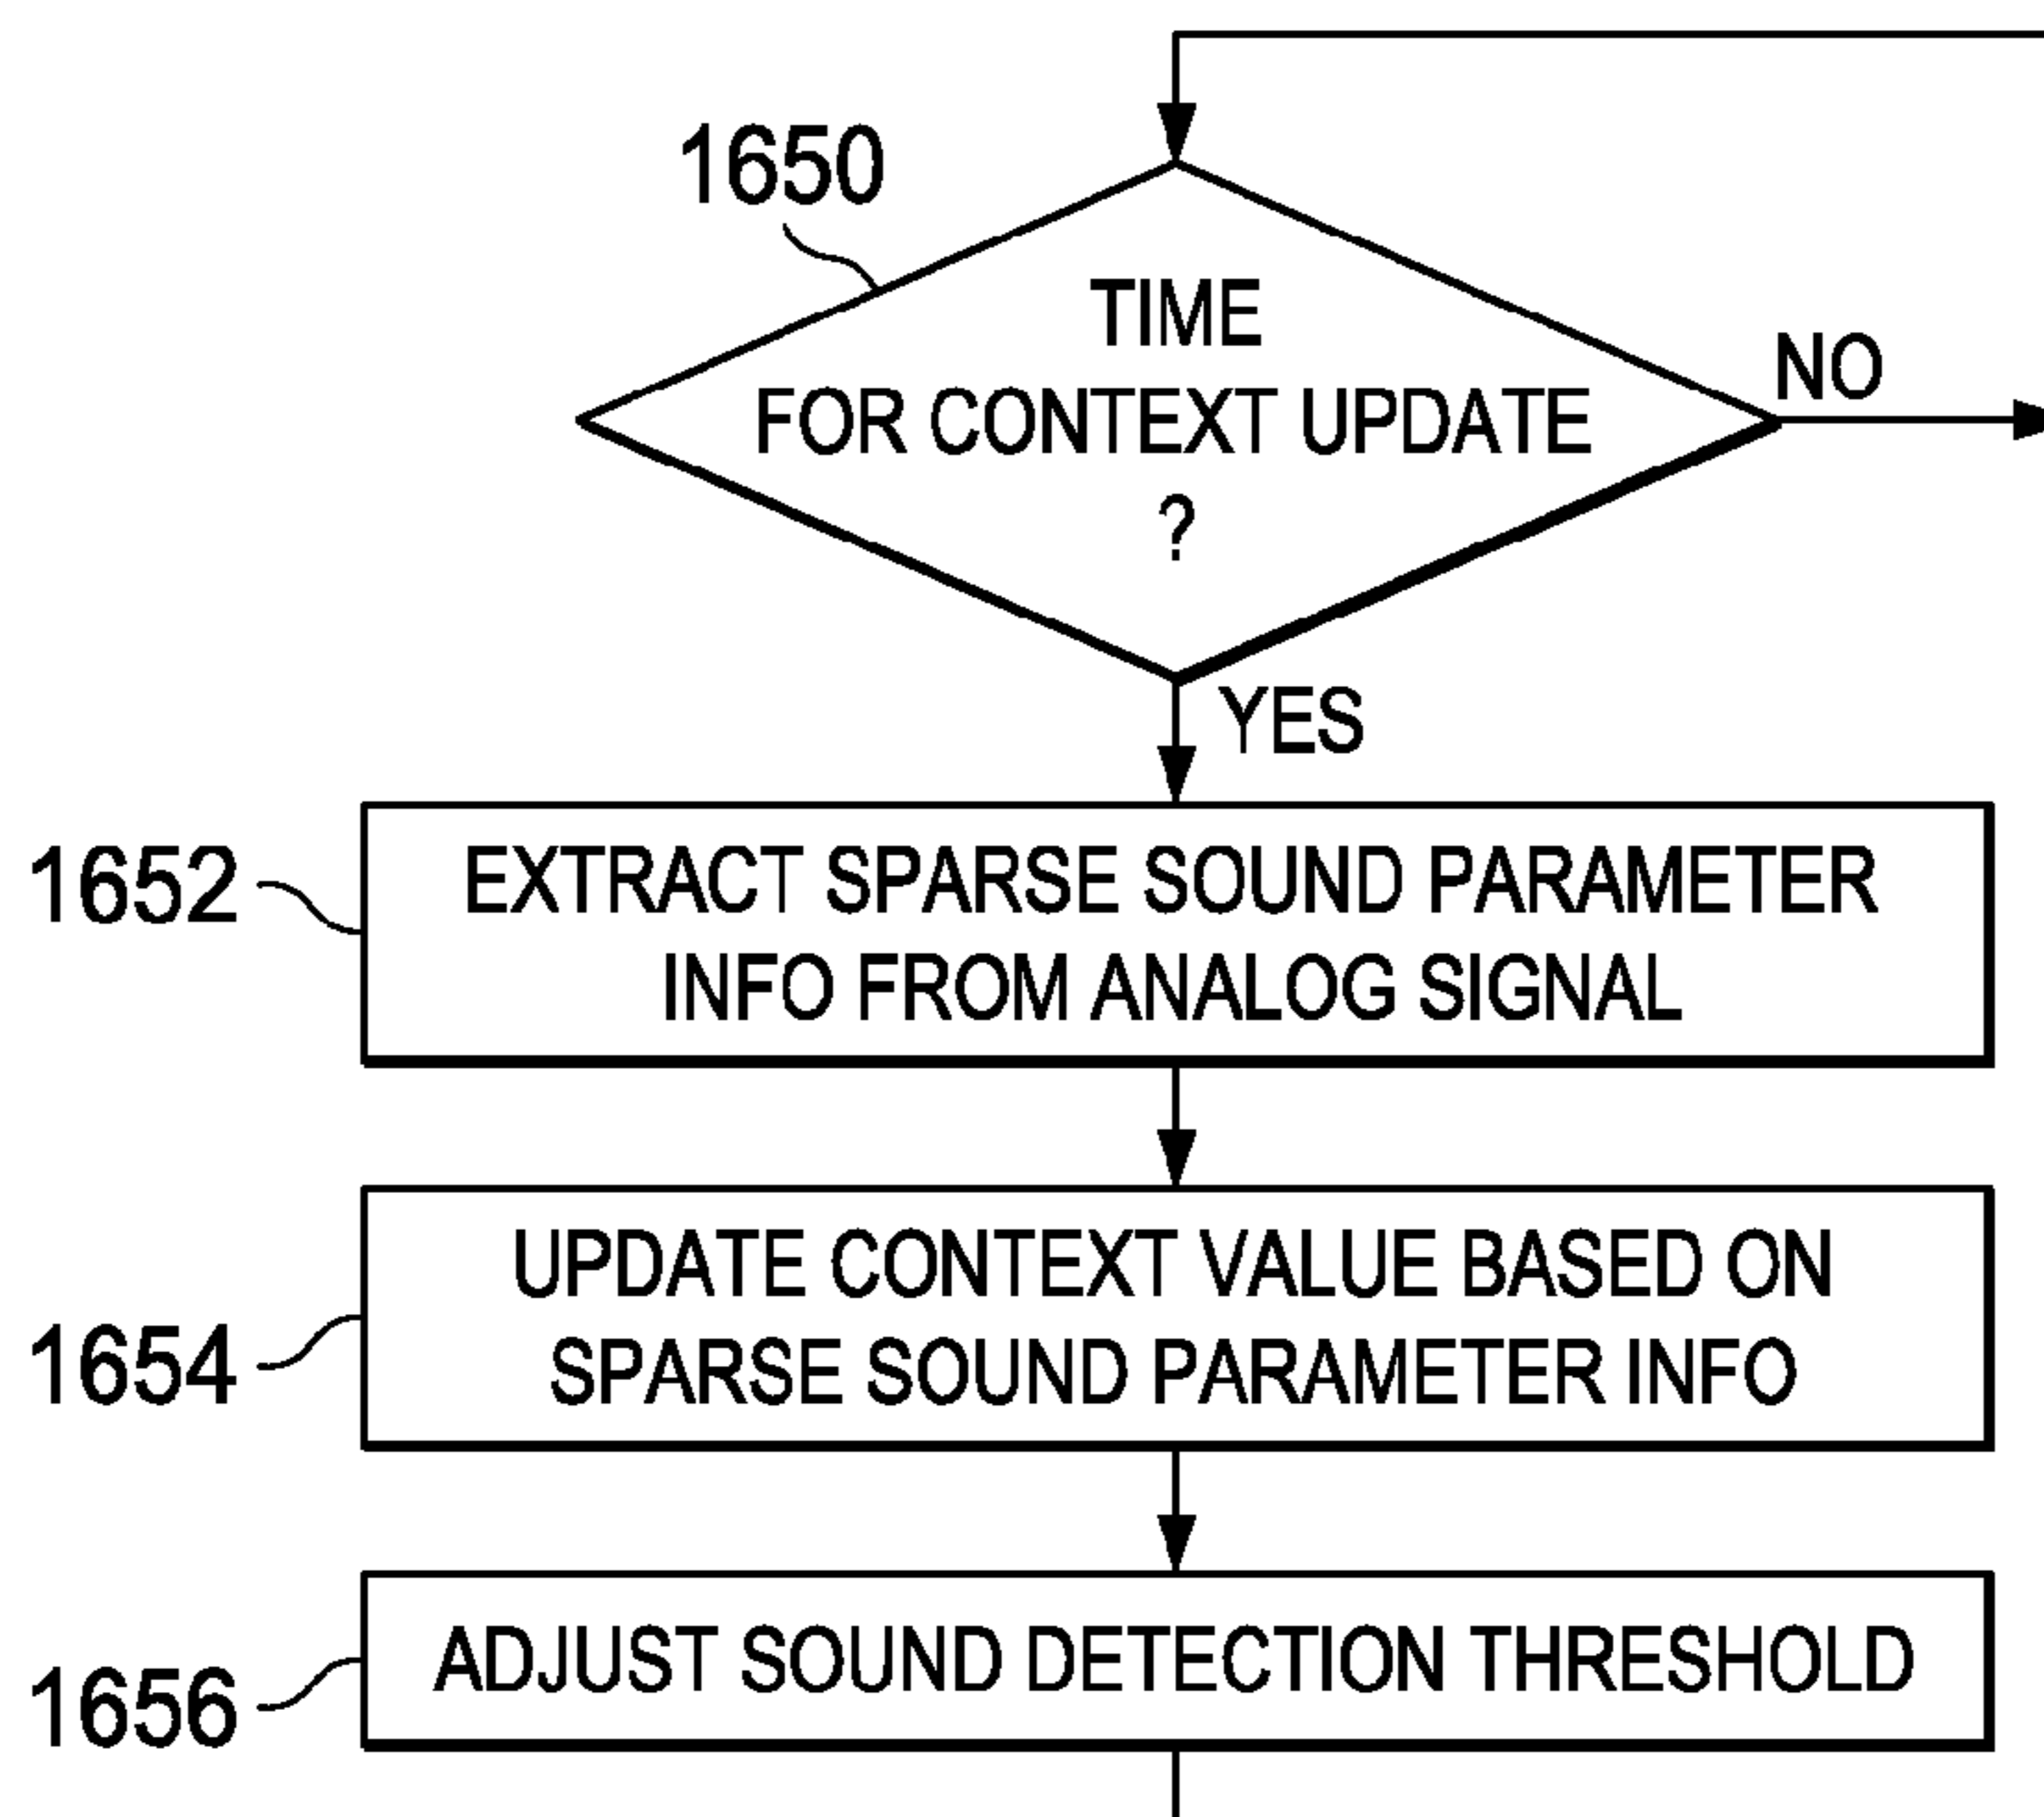 1650
TIME
FOR CONTEXT UPDATE
?
NO
YES
1652
EXTRACT SPARSE SOUND PARAMETER
INFO FROM ANALOG SIGNAL
1654
UPDATE CONTEXT VALUE BASED ON
SPARSE SOUND PARAMETER INFO
1656
ADJUST SOUND DETECTION THRESHOLD